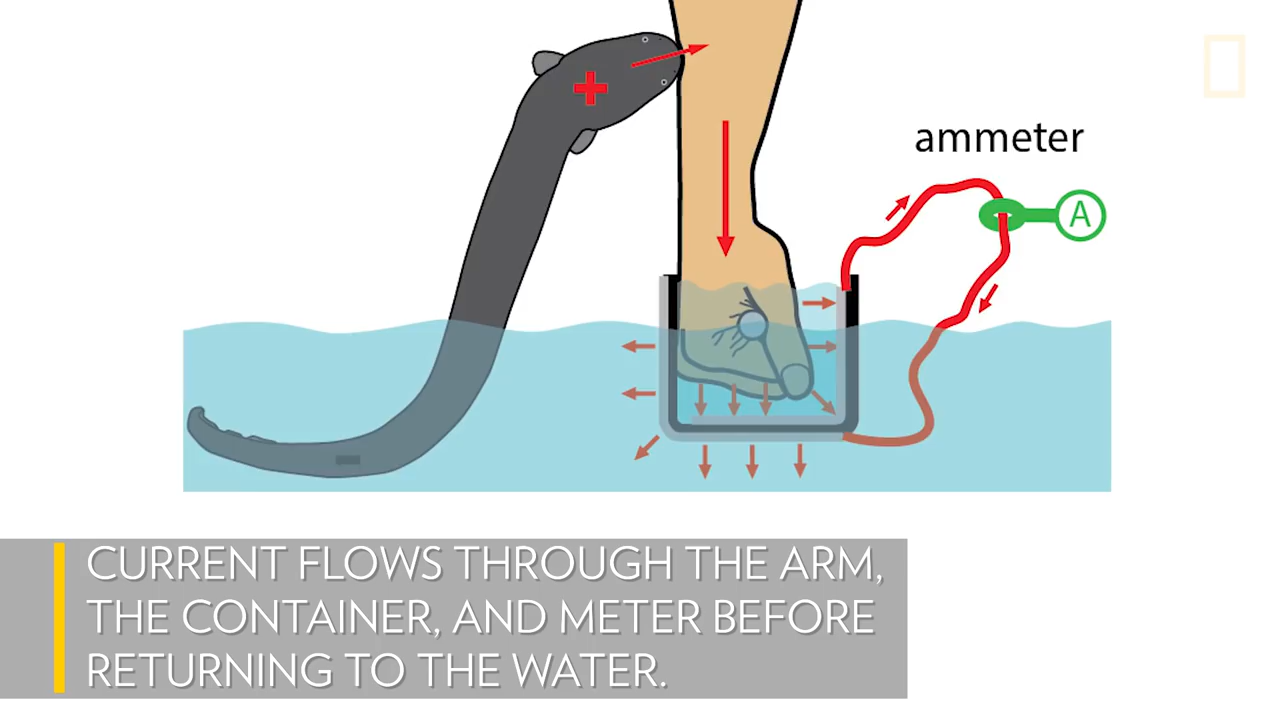 ammeter
A
CURRENT FLOWS THROUGH THE ARM,
THE CONTAINER, AND METER BEFORE
RETURNING TO THE WATER.